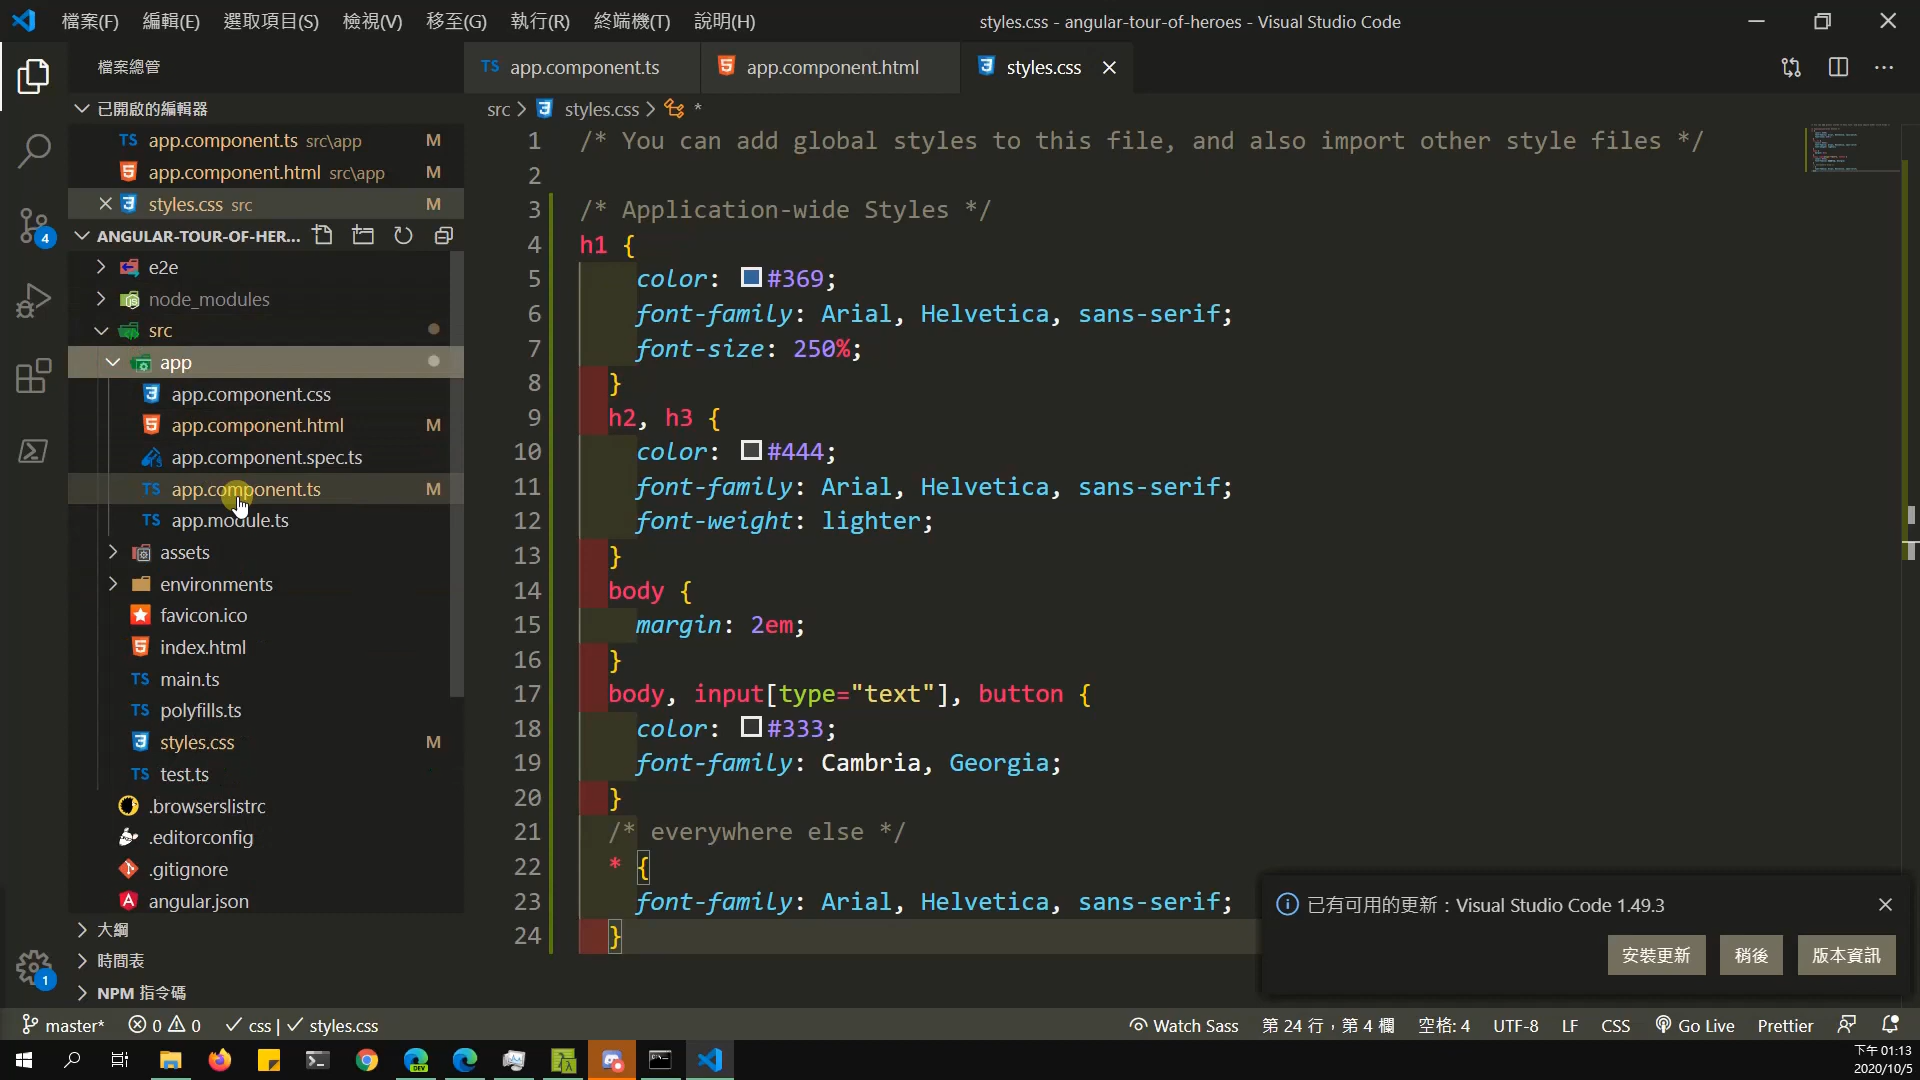 檔案(F) 編輯(E) 選取項目(S) 檢視(V) 移至(G) 執行(R) 終端機(T) 說明(H)
styles.css - angular-tour-of-heroes - Visual Studio Code
檔案總管
TS app.component.ts
app.component.html
styles.css
已開啟的編輯器
TS app.component.ts src\app M
app.component.html src\app M
styles.css src M
ANGULAR-TOUR-OF-HER...
e2e
node_modules
src
app
app.component.css
app.component.html M
app.component.spec.ts
TS app.component.ts M
TS app.module.ts
assets
environments
favicon.ico
index.html
TS main.ts
TS polyfills.ts
styles.css M
TS test.ts
.browserslistrc
.editorconfig
.gitignore
angular.json
大綱
時間表
NPM 指令碼
4
1
src > styles.css > *
1 /* You can add global styles to this file, and also import other style files */
2
3 /* Application-wide Styles */
4 h1 {
5 color: #369;
6 font-family: Arial, Helvetica, sans-serif;
7 font-size: 250%;
8 }
9 h2, h3 {
10 color: #444;
11 font-family: Arial, Helvetica, sans-serif;
12 font-weight: lighter;
13 }
14 body {
15 margin: 2em;
16 }
17 body, input[type="text"], button {
18 color: #333;
19 font-family: Cambria, Georgia;
20 }
21 /* everywhere else */
22 * {
23 font-family: Arial, Helvetica, sans-serif;
24 }
已有可用的更新：Visual Studio Code 1.49.3
安裝更新 稍後 版本資訊
master* 0 0 css | styles.css
Watch Sass 第 24 行，第 4 欄 空格: 4 UTF-8 LF CSS Go Live Prettier
DEV
下午 01:13
2020/10/5